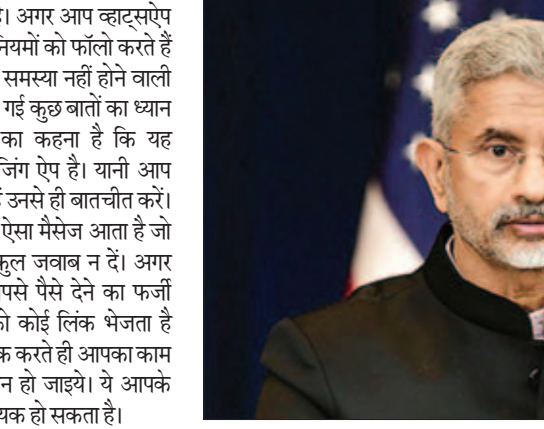 है। अगर आप व्हाट्सऐप
नियमों को फॉलो करते हैं
समस्या नहीं होने वाली
गई कुछ बातों का ध्यान
का कहना है कि यह
जिंग ऐप है। यानी आप
उनसे ही बातचीत करें।
ऐसा मैसेज आता है जो
कुल जवाब न दें। अगर
पसे पैसे देने का फर्जी
को कोई लिंक भेजता है
क करते ही आपका काम
न हो जाइये। ये आपके
यक हो सकता है।